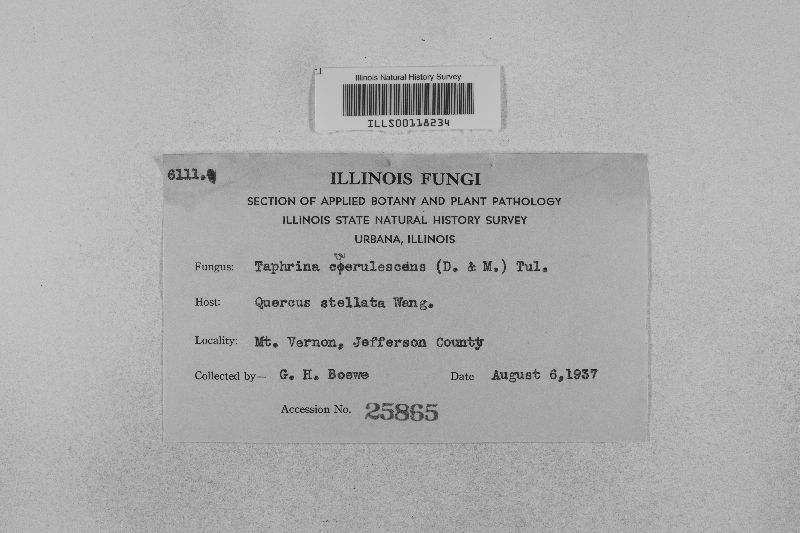 Illinois Natural History Survey
ILLS00118234
6111.
ILLINOIS FUNGI
SECTION OF APPLIED BOTANY AND PLANT PATHOLOGY
ILLINOIS STATE NATURAL HISTORY SURVEY
URBANA, ILLINOIS
Fungus: Taphrina caerulescens (D. & M.) Tul.
Host: Quercus stellata Wang.
Locality: Mt. Vernon, Jefferson County
Collected by— G. H. Boewe Date August 6,1937
Accession No. 25865